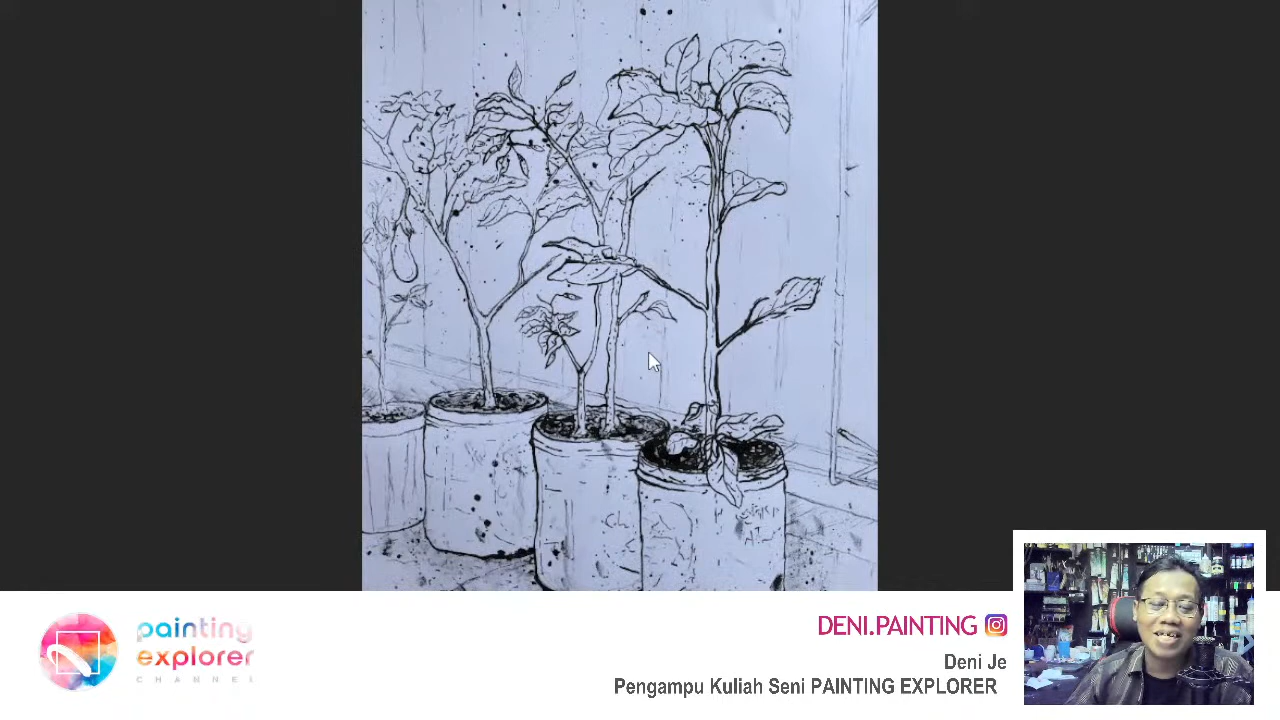 painting
explorer
CHANNEL
DENI.PAINTING
Deni Je
Pengampu Kuliah Seni PAINTING EXPLORER